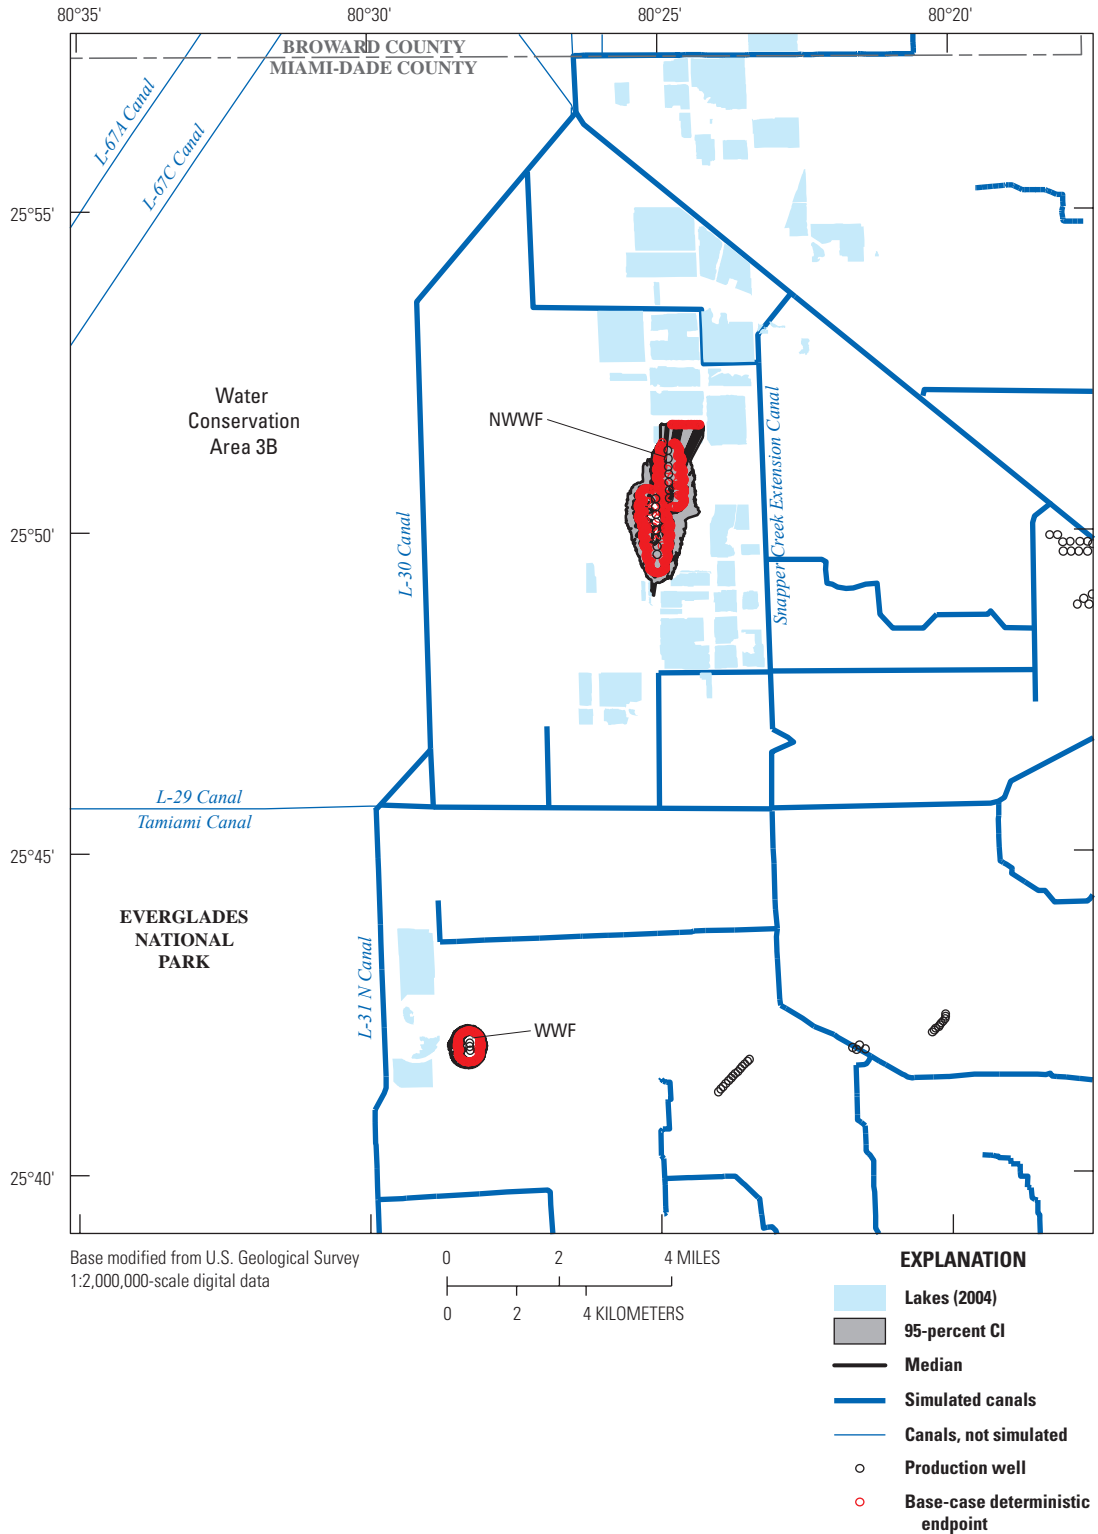 80°35'
80°30'
80°25'
80°20'
BROWARD COUNTY
MIAMI-DADE COUNTY
L-67A Canal
L-67C Canal
25°55'
Water
Conservation
Area 3B
NWWF
Snapper Creek Extension Canal
25°50'
L-30 Canal
L-29 Canal
Tamiami Canal
25°45'
EVERGLADES
NATIONAL
PARK
L-31 N Canal
WWF
25°40'
Base modified from U.S. Geological Survey
1:2,000,000-scale digital data
0 2 4 MILES
0 2 4 KILOMETERS
EXPLANATION
Lakes (2004)
95-percent CI
Median
Simulated canals
Canals, not simulated
Production well
Base-case deterministic
endpoint